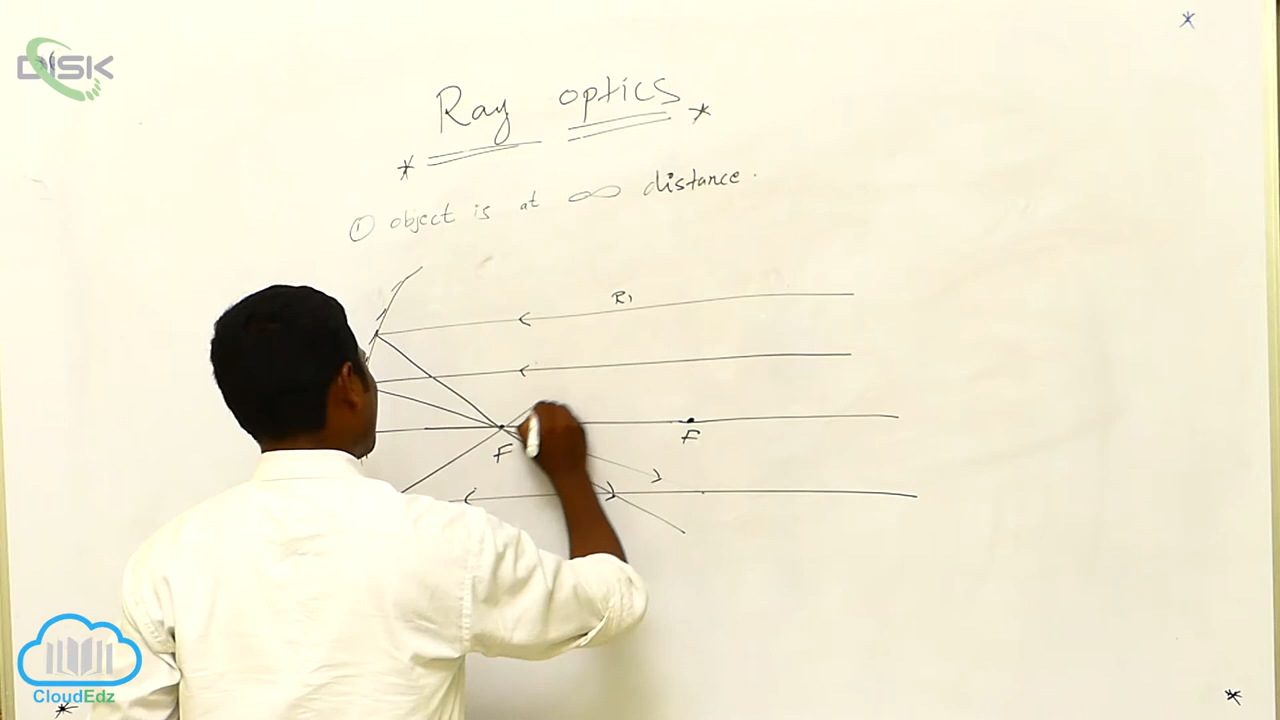 DISK
Ray optics
① object is at ∞ distance.
R1
F
F
CloudEdz